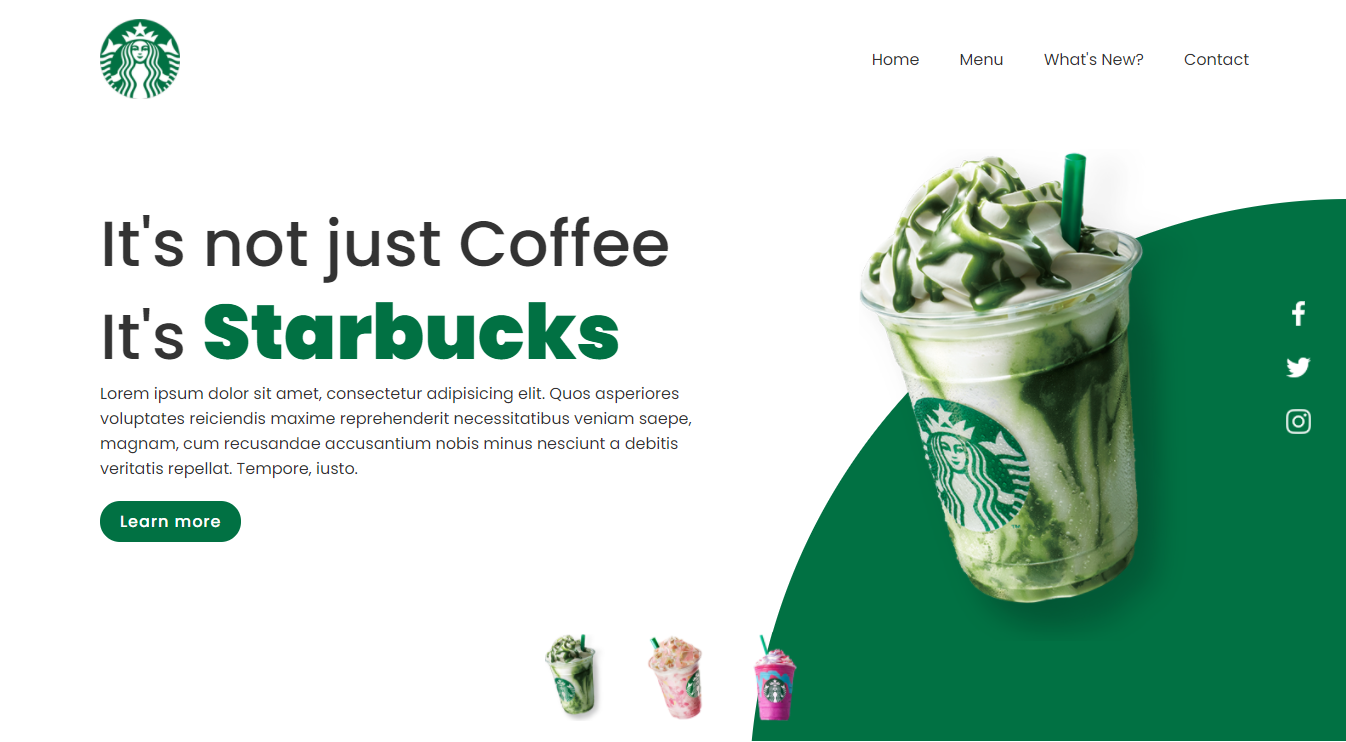 Home Menu What's New? Contact
It's not just Coffee
It's Starbucks
Lorem ipsum dolor sit amet, consectetur adipisicing elit. Quos asperiores
voluptates reiciendis maxime reprehenderit necessitatibus veniam saepe,
magnam, cum recusandae accusantium nobis minus nesciunt a debitis
veritatis repellat. Tempore, iusto.
Learn more